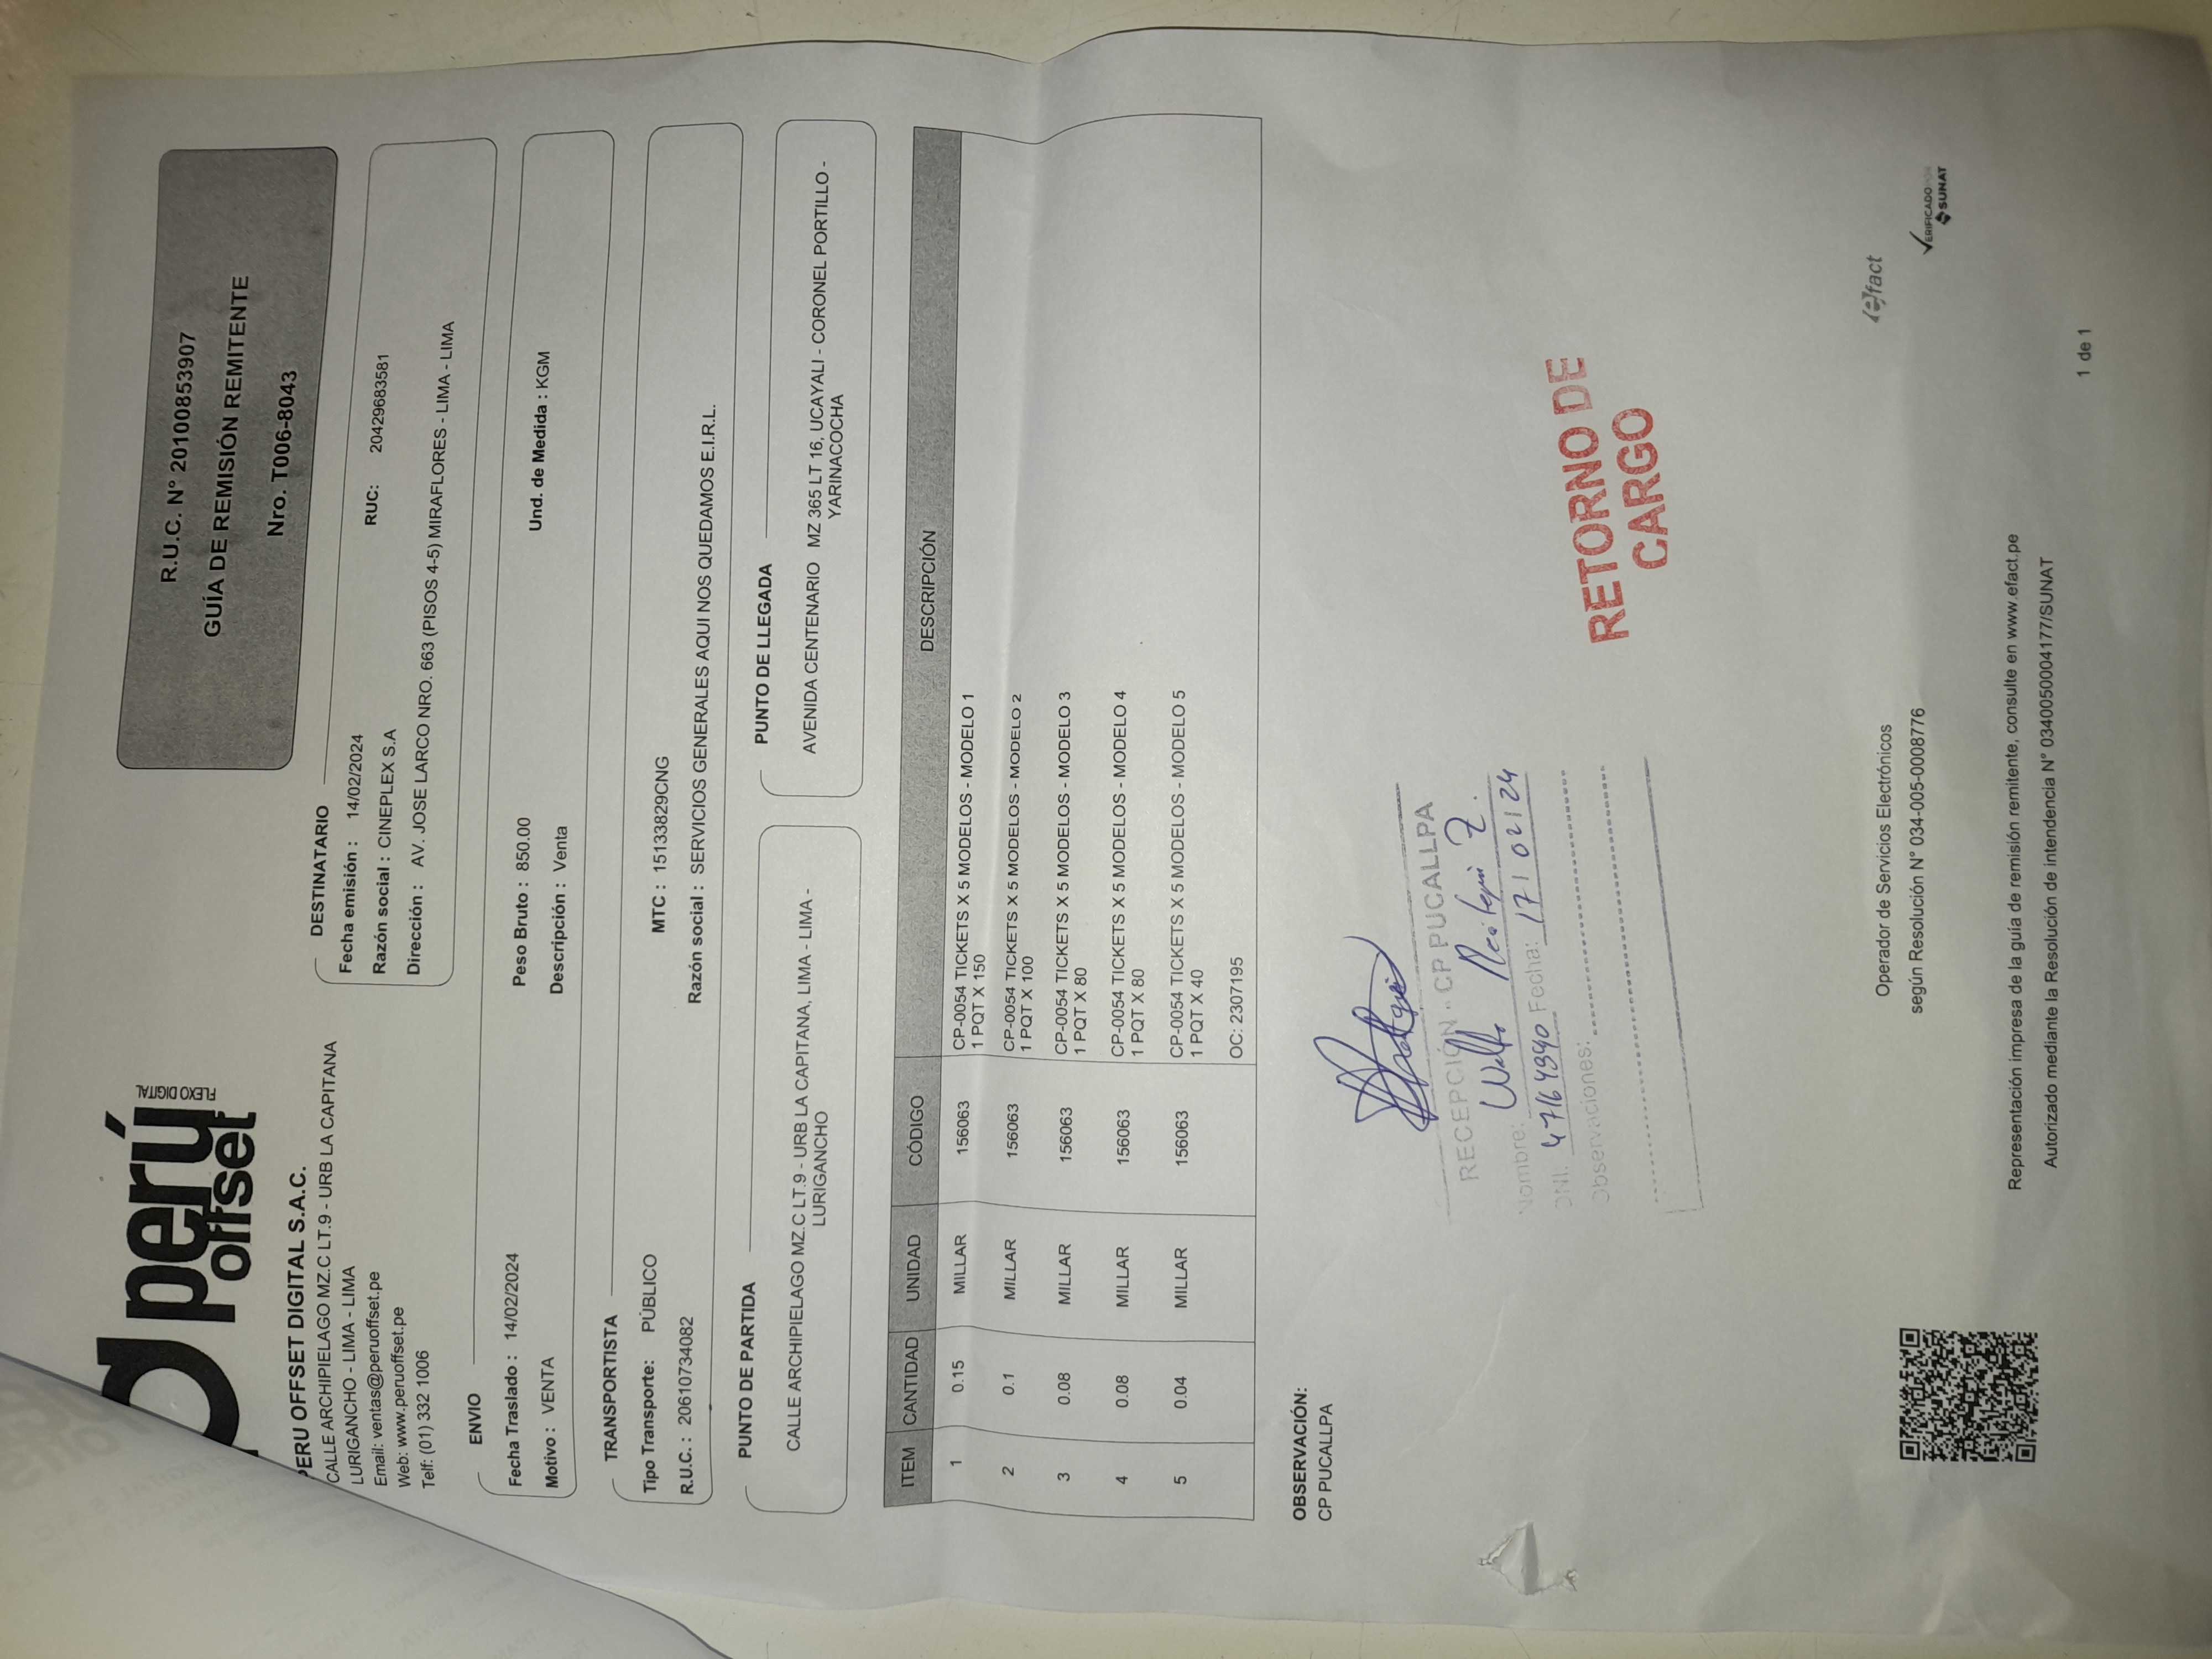 perú
offset
FLEXO DIGITAL
R.U.C. N° 20100853907
GUÍA DE REMISIÓN REMITENTE
Nro. T006-8043
PERU OFFSET DIGITAL S.A.C.
CALLE ARCHIPIELAGO MZ.C LT.9 - URB LA CAPITANA
LURIGANCHO - LIMA - LIMA
Email: ventas@peruoffset.pe
Web: www.peruoffset.pe
Telf: (01) 332 1006
DESTINATARIO
Fecha emisión : 14/02/2024
Razón social : CINEPLEX S.A RUC: 20429683581
Dirección : AV. JOSE LARCO NRO. 663 (PISOS 4-5) MIRAFLORES - LIMA - LIMA
ENVIO
Fecha Traslado : 14/02/2024 Peso Bruto : 850.00 Und. de Medida : KGM
Motivo : VENTA Descripción : Venta
TRANSPORTISTA
Tipo Transporte: PÚBLICO MTC : 15133829CNG
R.U.C. : 20610734082 Razón social : SERVICIOS GENERALES AQUI NOS QUEDAMOS E.I.R.L.
PUNTO DE PARTIDA
CALLE ARCHIPIELAGO MZ.C LT.9 - URB LA CAPITANA, LIMA - LIMA -
LURIGANCHO
PUNTO DE LLEGADA
AVENIDA CENTENARIO MZ 365 LT 16, UCAYALI - CORONEL PORTILLO -
YARINACOCHA
ITEM CANTIDAD UNIDAD CÓDIGO DESCRIPCIÓN
1 0.15 MILLAR 156063 CP-0054 TICKETS X 5 MODELOS - MODELO 1
1 PQT X 150
2 0.1 MILLAR 156063 CP-0054 TICKETS X 5 MODELOS - MODELO 2
1 PQT X 100
3 0.08 MILLAR 156063 CP-0054 TICKETS X 5 MODELOS - MODELO 3
1 PQT X 80
4 0.08 MILLAR 156063 CP-0054 TICKETS X 5 MODELOS - MODELO 4
1 PQT X 80
5 0.04 MILLAR 156063 CP-0054 TICKETS X 5 MODELOS - MODELO 5
1 PQT X 40
OC: 2307195
OBSERVACIÓN:
CP PUCALLPA
RECEPCIÓN - CP PUCALLPA
Nombre:
DNI. 47164990 Fecha: 17/02/24
Observaciones:
RETORNO DE
CARGO
Operador de Servicios Electrónicos
según Resolución N° 034-005-0008776
efact
VERIFICADO POR
SUNAT
Representación impresa de la guía de remisión remitente, consulte en www.efact.pe
Autorizado mediante la Resolución de intendencia N° 0340050004177/SUNAT
1 de 1